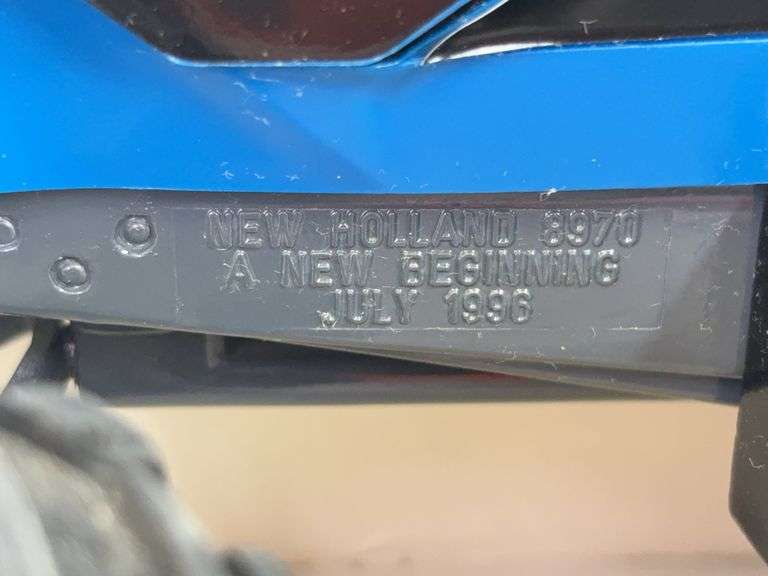 NEW HOLLAND 8970
A NEW BEGINNING
JULY 1996